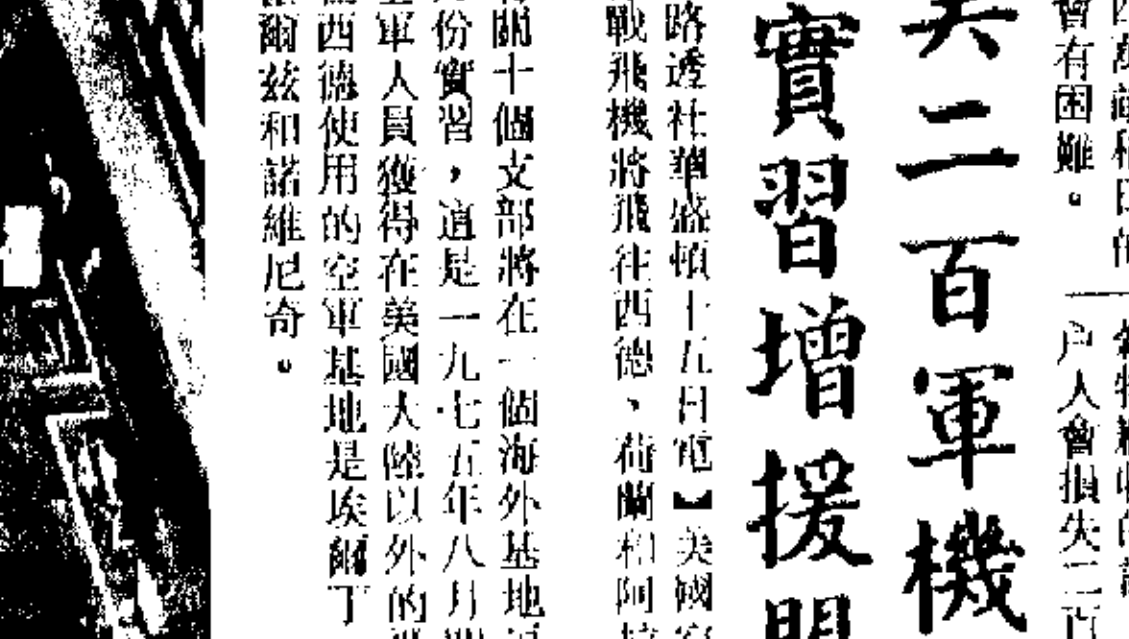 會有困難。
戶人會損失二百
二百軍機
實習增援
路透社華盛頓十五日電】美國
戰飛機將飛往西德、荷蘭和阿
關十個支部將在一個海外基地
份實習，這是一九七五年八月
軍人員獲得在美國大陸以外的
西德使用的空軍基地是埃爾丁
爾茲和諾維尼奇。